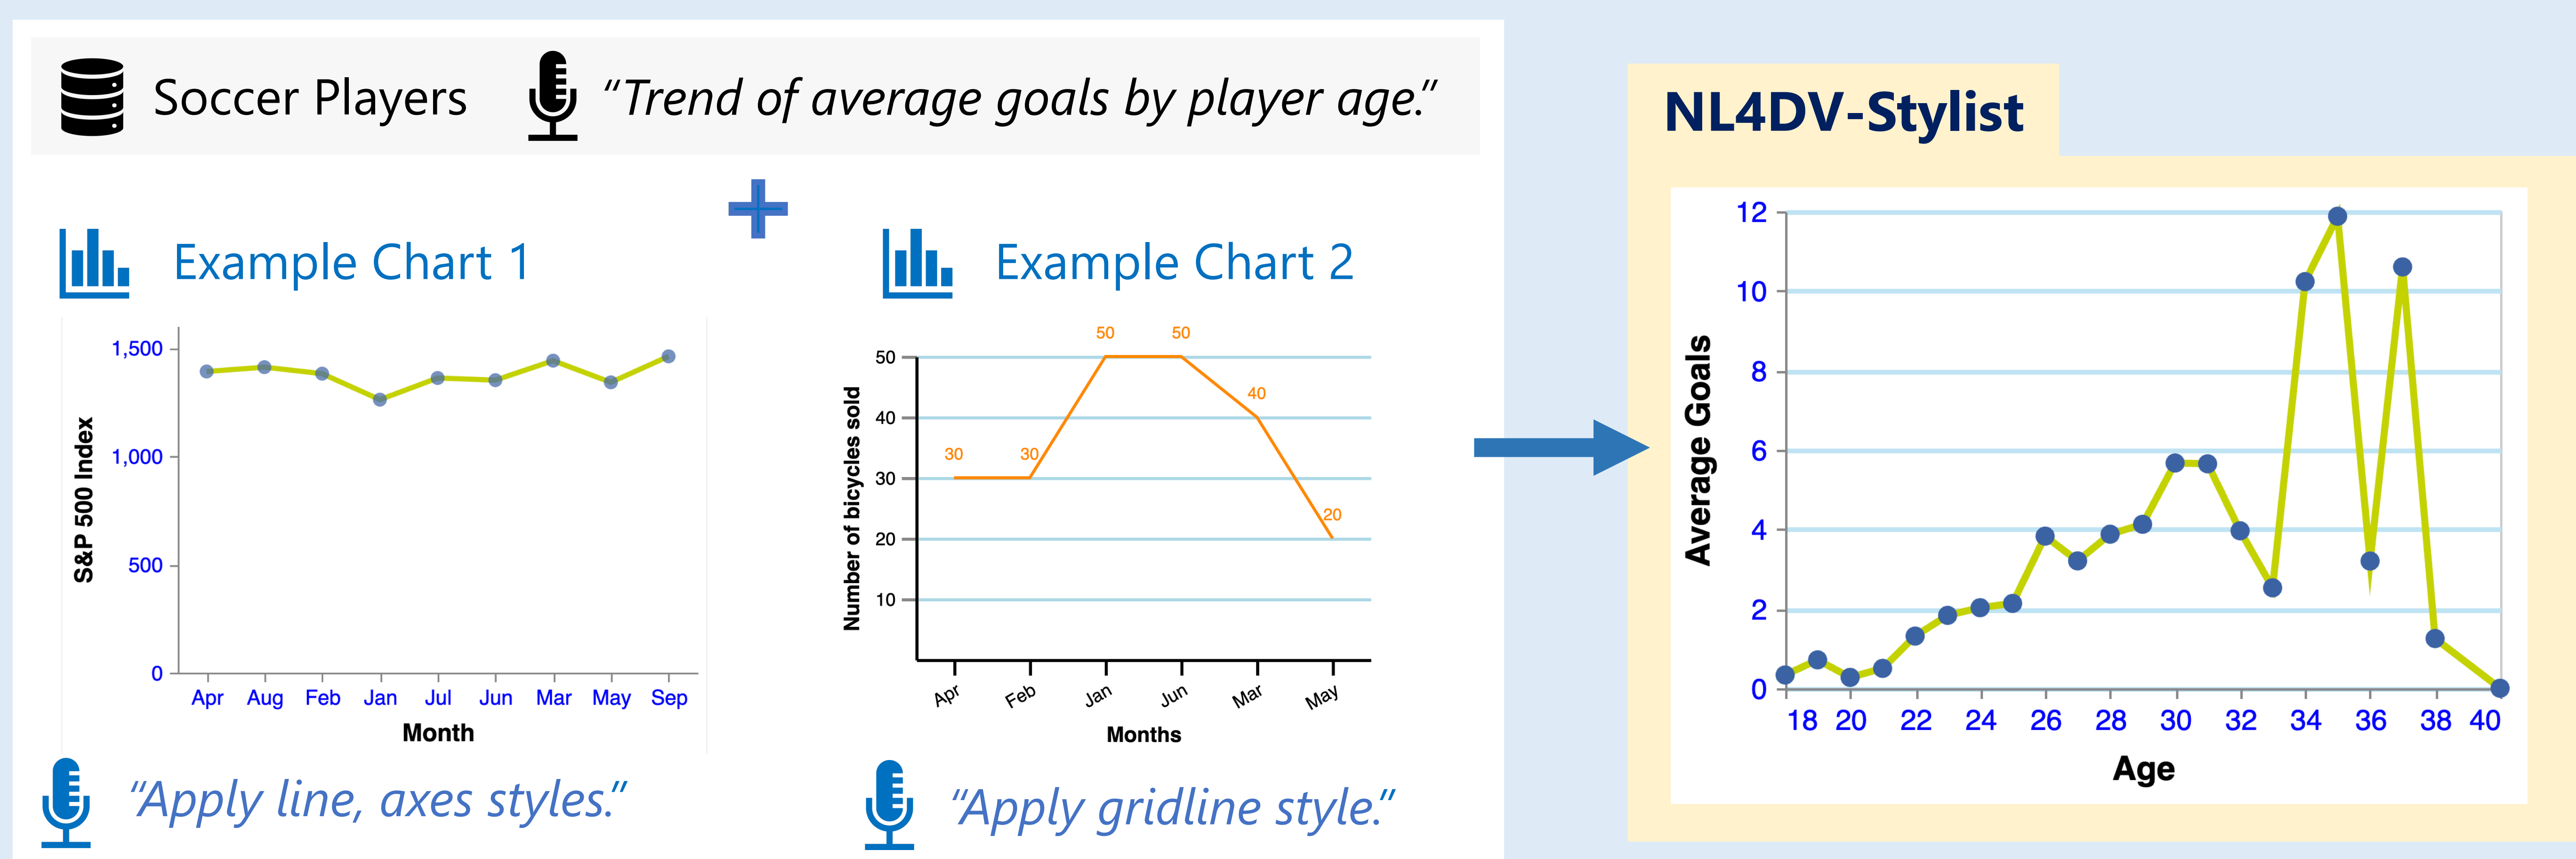 Soccer Players
“Trend of average goals by player age.”
Example Chart 1
S&P 500 Index
1,500
1,000
500
0
Apr Aug Feb Jan Jul Jun Mar May Sep
Month
“Apply line, axes styles.”
Example Chart 2
Number of bicycles sold
50
40
30
20
10
30 30 50 50 40 20
Apr Feb Jan Jun Mar May
Months
“Apply gridline style.”
NL4DV-Stylist
Average Goals
12
10
8
6
4
2
0
18 20 22 24 26 28 30 32 34 36 38 40
Age